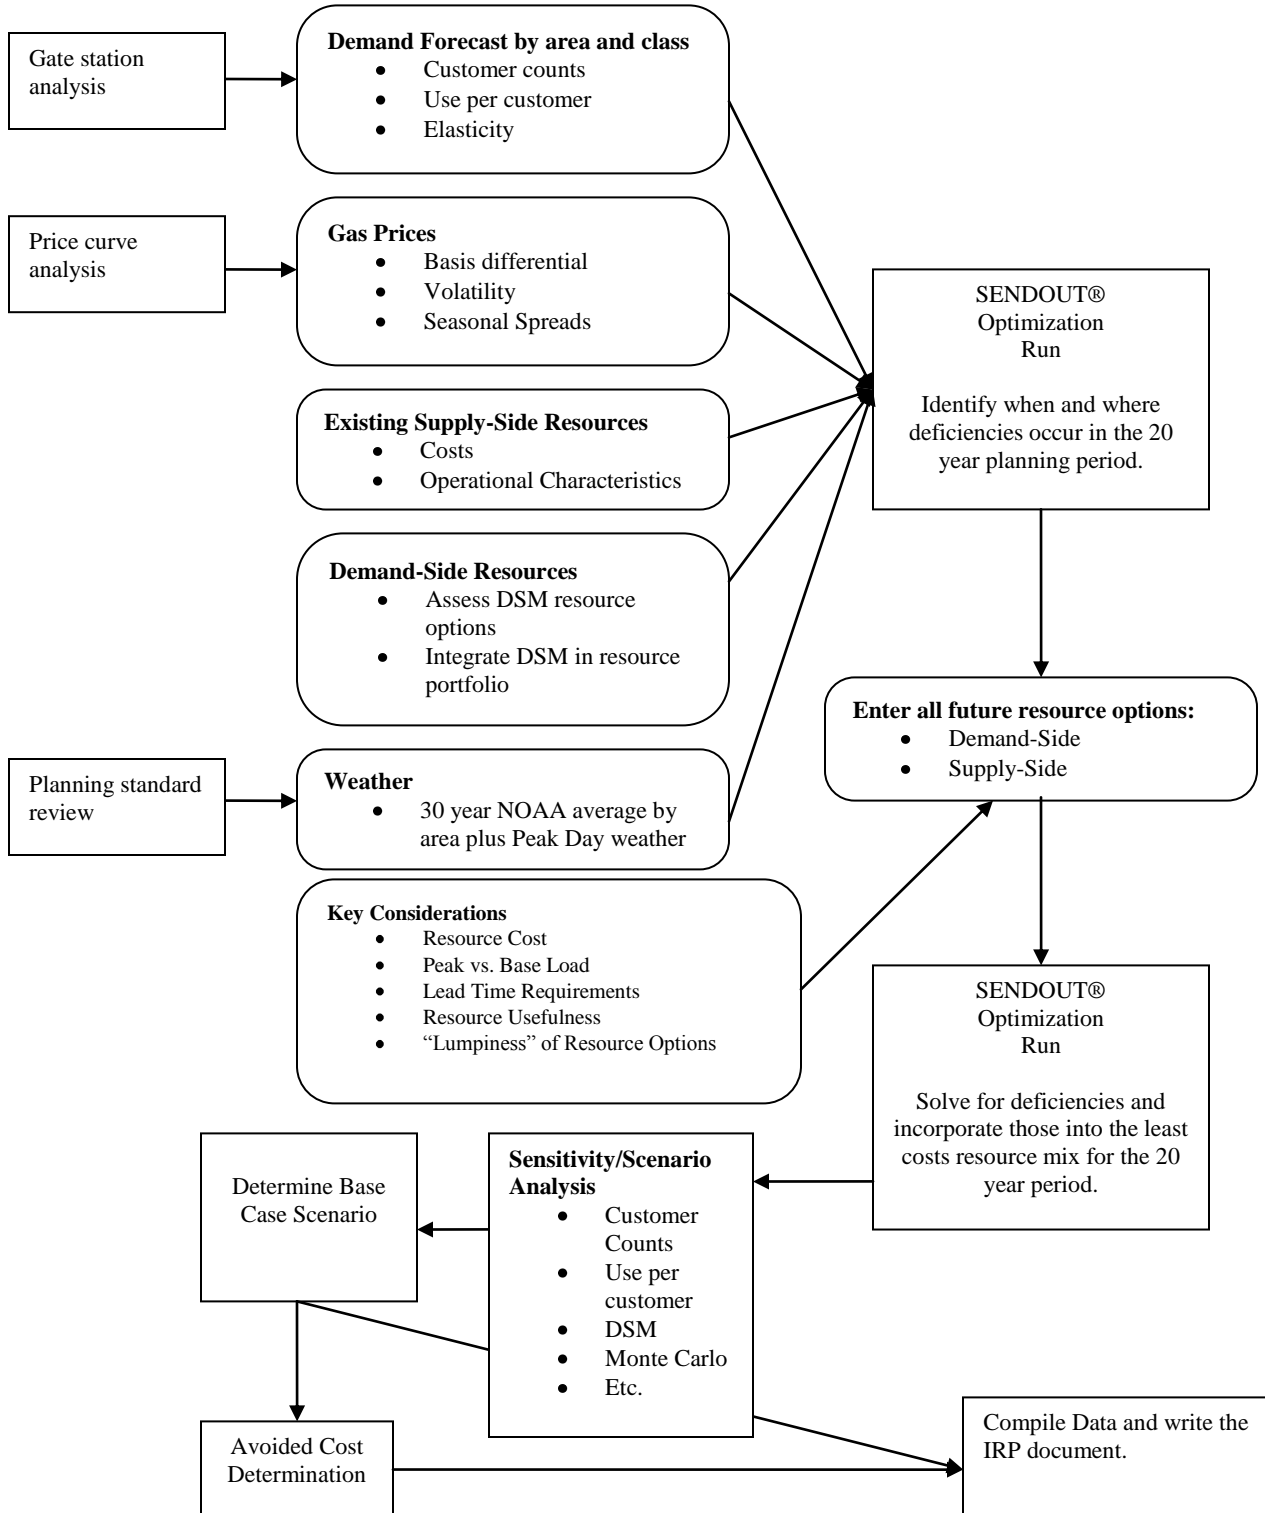 Gate station
analysis
Demand Forecast by area and class
• Customer counts
• Use per customer
• Elasticity
Price curve
analysis
Gas Prices
• Basis differential
• Volatility
• Seasonal Spreads
Existing Supply-Side Resources
• Costs
• Operational Characteristics
Demand-Side Resources
• Assess DSM resource
options
• Integrate DSM in resource
portfolio
Planning standard
review
Weather
• 30 year NOAA average by
area plus Peak Day weather
SENDOUT®
Optimization
Run
Identify when and where
deficiencies occur in the 20
year planning period.
Enter all future resource options:
• Demand-Side
• Supply-Side
Key Considerations
• Resource Cost
• Peak vs. Base Load
• Lead Time Requirements
• Resource Usefulness
• “Lumpiness” of Resource Options
SENDOUT®
Optimization
Run
Solve for deficiencies and
incorporate those into the least
costs resource mix for the 20
year period.
Sensitivity/Scenario
Analysis
• Customer
Counts
• Use per
customer
• DSM
• Monte Carlo
• Etc.
Determine Base
Case Scenario
Avoided Cost
Determination
Compile Data and write the
IRP document.